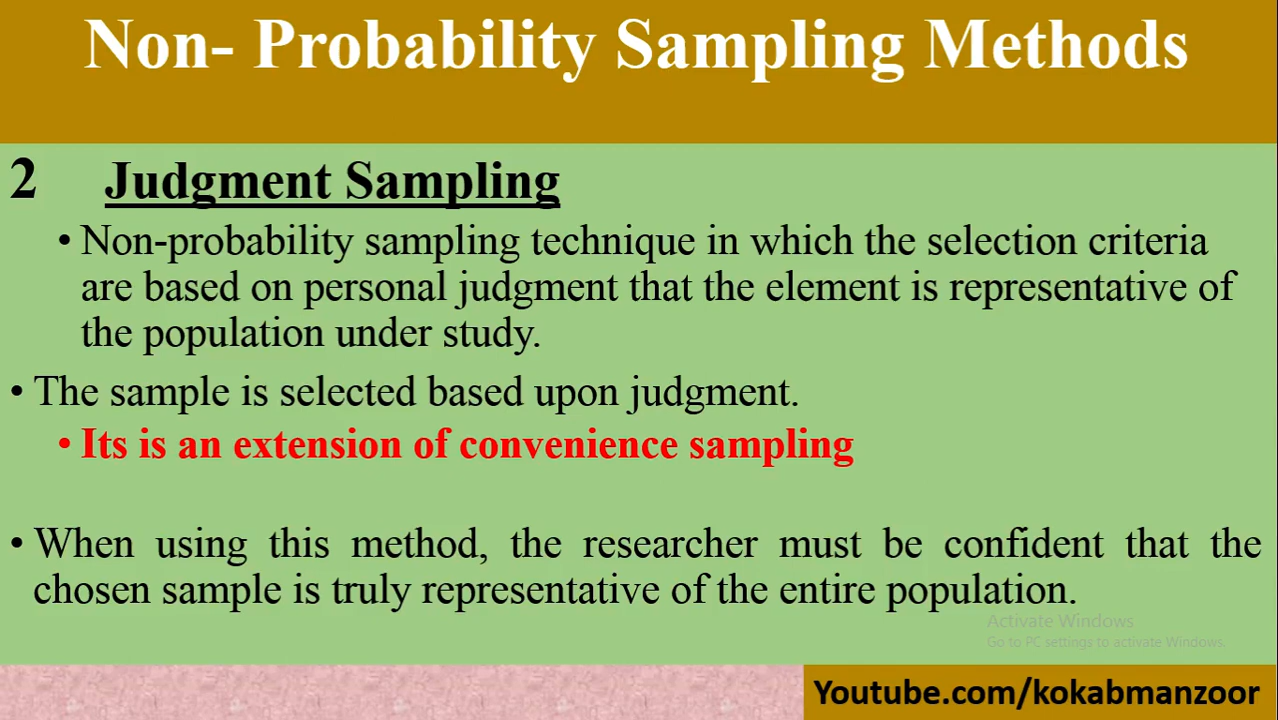 Non- Probability Sampling Methods
2 Judgment Sampling
• Non-probability sampling technique in which the selection criteria
are based on personal judgment that the element is representative of
the population under study.
• The sample is selected based upon judgment.
• Its is an extension of convenience sampling
• When using this method, the researcher must be confident that the
chosen sample is truly representative of the entire population.
Activate Windows
Go to PC settings to activate Windows.
Youtube.com/kokabmanzoor